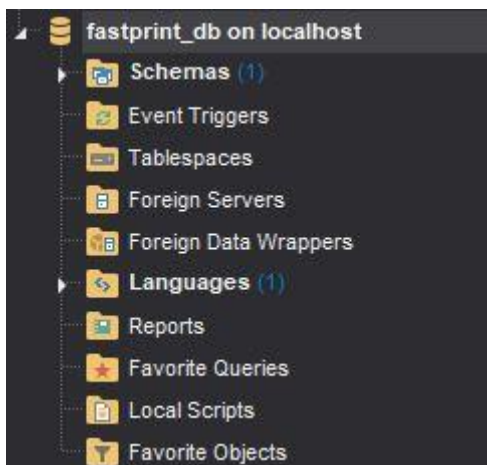 fastprint_db on localhost
Schemas (1)
Event Triggers
Tablespaces
Foreign Servers
Foreign Data Wrappers
Languages (1)
Reports
Favorite Queries
Local Scripts
Favorite Objects